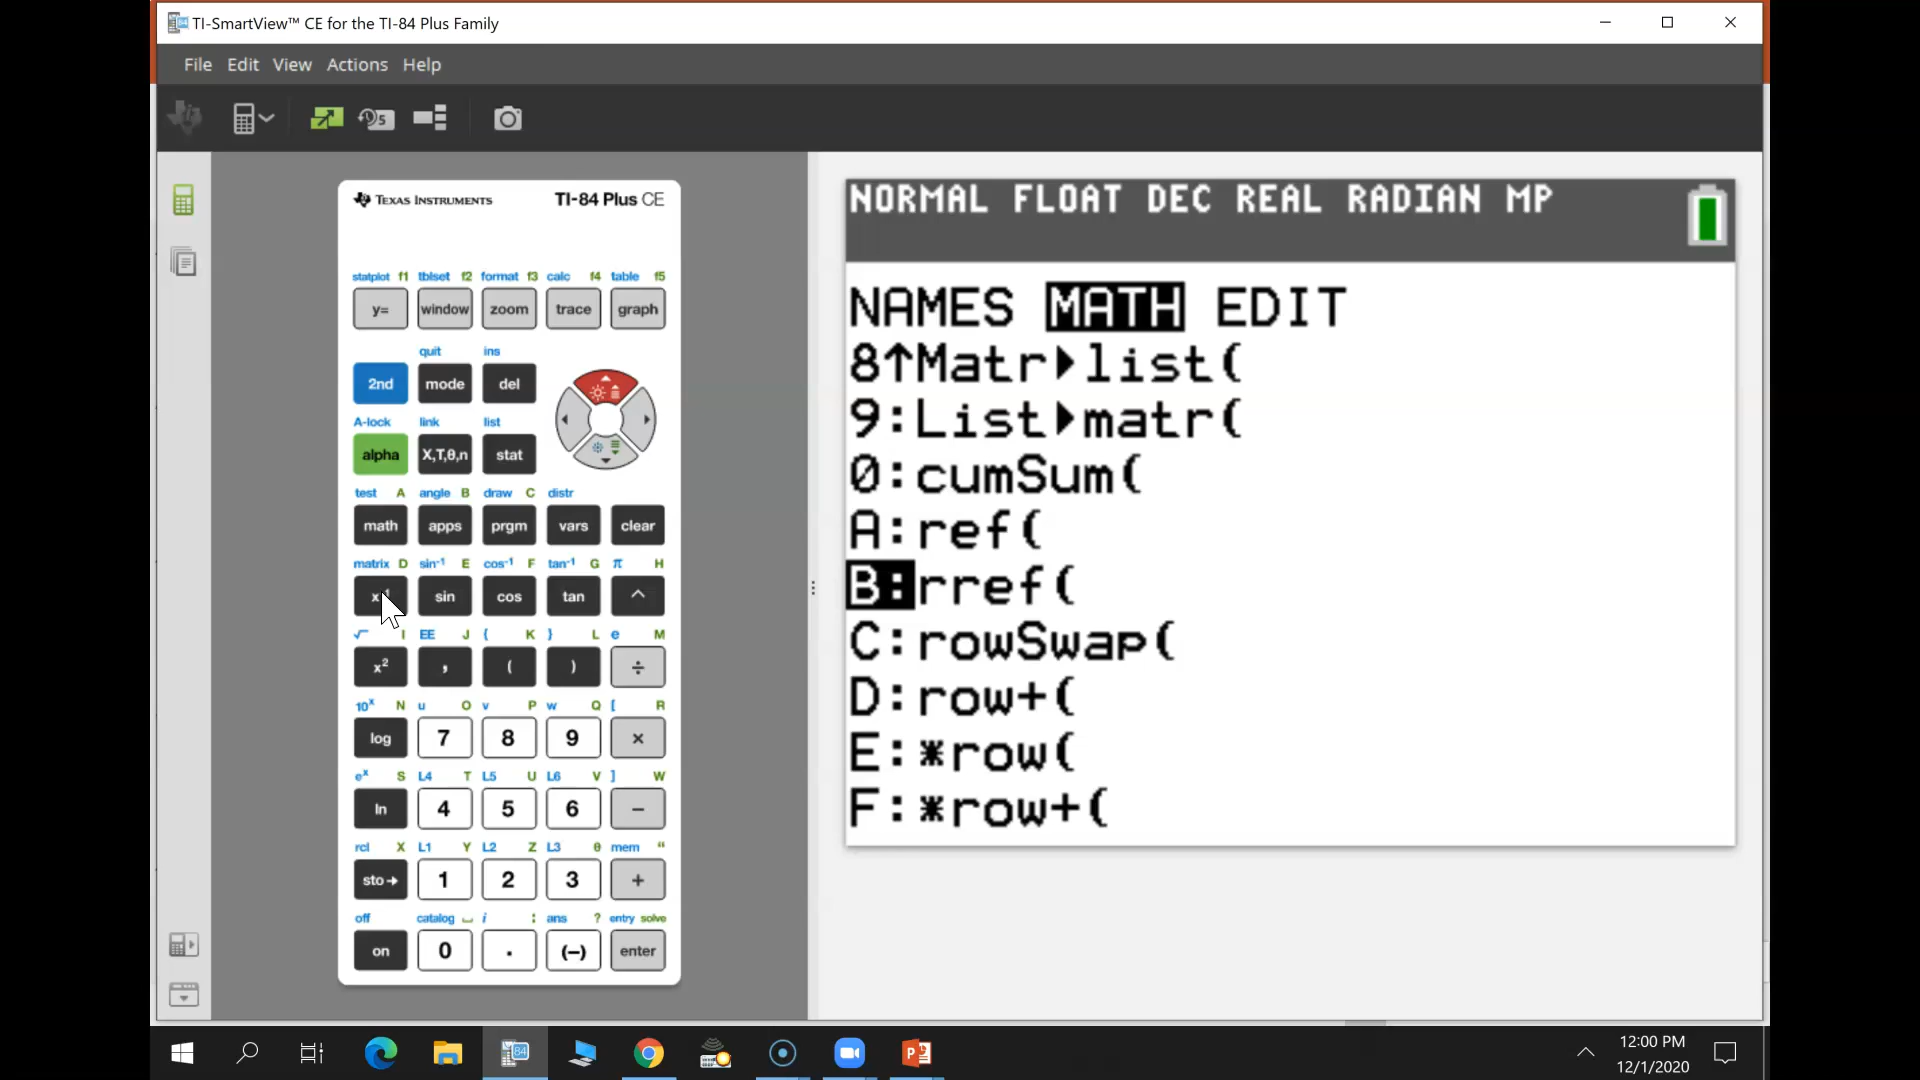 TI-SmartView™ CE for the TI-84 Plus Family
File Edit View Actions Help
TEXAS INSTRUMENTS TI-84 Plus CE
statplot f1 tblset f2 format f3 calc f4 table f5
y= window zoom trace graph
quit ins
2nd mode del
A-lock link list
alpha X,T,θ,n stat
test A angle B draw C distr
math apps prgm vars clear
matrix D sin⁻¹ E cos⁻¹ F tan⁻¹ G π H
sin cos tan ^
√ I EE J { K } L e M
x² , ( ) ÷
10ˣ N u O v P w Q [ R
log 7 8 9 ×
eˣ S L4 T L5 U L6 V ] W
ln 4 5 6 −
rcl X L1 Y L2 Z L3 θ mem “
sto→ 1 2 3 +
off catalog ⎵ i : ans ? entry solve
on 0 . (−) enter
NORMAL FLOAT DEC REAL RADIAN MP
NAMES MATH EDIT
8↑Matr▶list(
9:List▶matr(
0:cumSum(
A:ref(
B:rref(
C:rowSwap(
D:row+(
E:*row(
F:*row+(
12:00 PM
12/1/2020